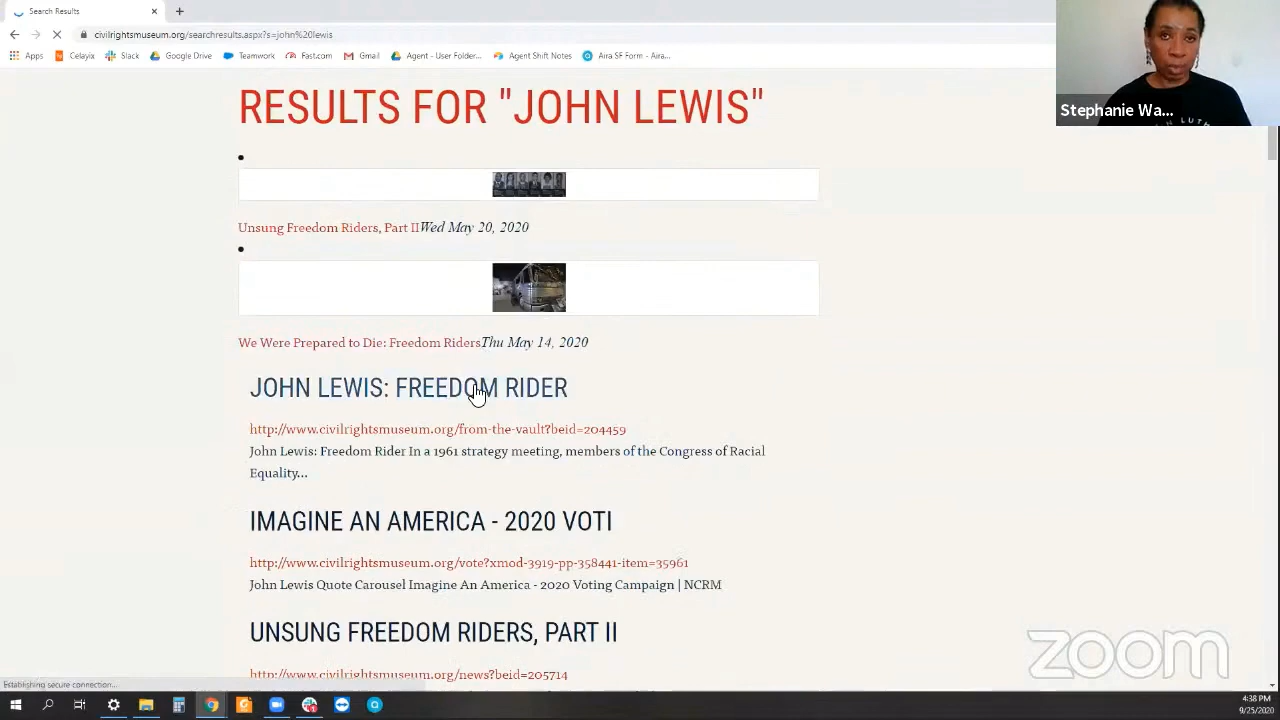 Search Results
civilrightsmuseum.org/searchresults.aspx?s=john%20lewis
Apps Celayix Slack Google Drive Teamwork Fast.com Gmail Agent - User Folder... Agent Shift Notes Aira SF Form - Aira...
Stephanie Wa...
RESULTS FOR "JOHN LEWIS"
Unsung Freedom Riders, Part II Wed May 20, 2020
We Were Prepared to Die: Freedom Riders Thu May 14, 2020
JOHN LEWIS: FREEDOM RIDER
http://www.civilrightsmuseum.org/from-the-vault?beid=204459
John Lewis: Freedom Rider In a 1961 strategy meeting, members of the Congress of Racial
Equality...
IMAGINE AN AMERICA - 2020 VOTI
http://www.civilrightsmuseum.org/vote?xmod-3919-pp-358441-item=35961
John Lewis Quote Carousel Imagine An America - 2020 Voting Campaign | NCRM
UNSUNG FREEDOM RIDERS, PART II
http://www.civilrightsmuseum.org/news?beid=205714
zoom
Establishing secure connection...
4:38 PM
9/25/2020